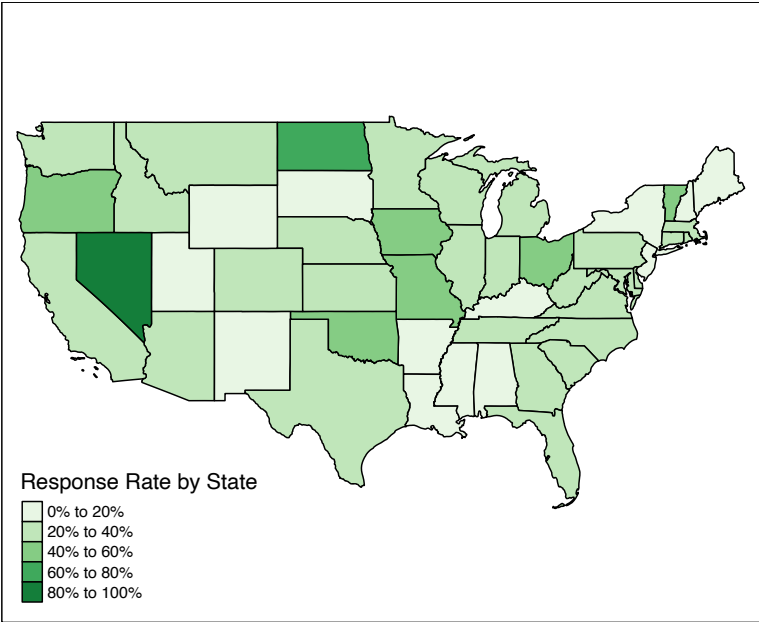 Response Rate by State
0% to 20%
20% to 40%
40% to 60%
60% to 80%
80% to 100%